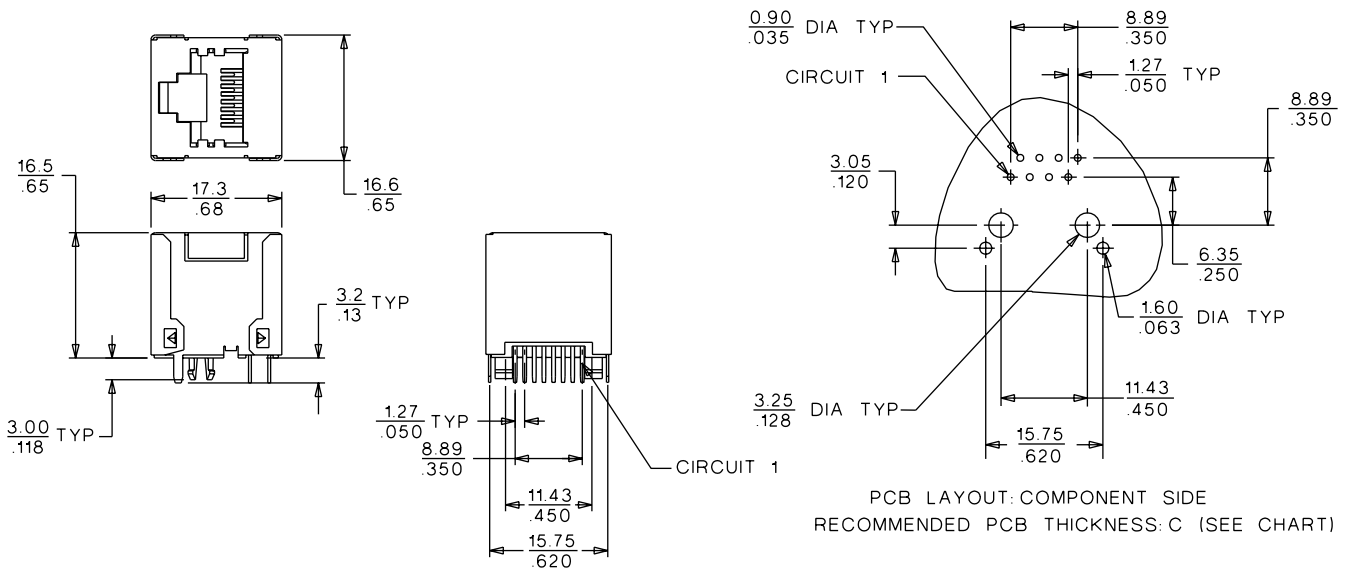 16.5
.65
17.3
.68
16.6
.65
3.2 TYP
.13
3.00 TYP
.118
1.27 TYP
.050
8.89
.350
CIRCUIT 1
11.43
.450
15.75
.620
0.90 DIA TYP
.035
CIRCUIT 1
8.89
.350
1.27 TYP
.050
8.89
.350
3.05
.120
6.35
.250
1.60 DIA TYP
.063
3.25 DIA TYP
.128
11.43
.450
15.75
.620
PCB LAYOUT: COMPONENT SIDE
RECOMMENDED PCB THICKNESS: C (SEE CHART)